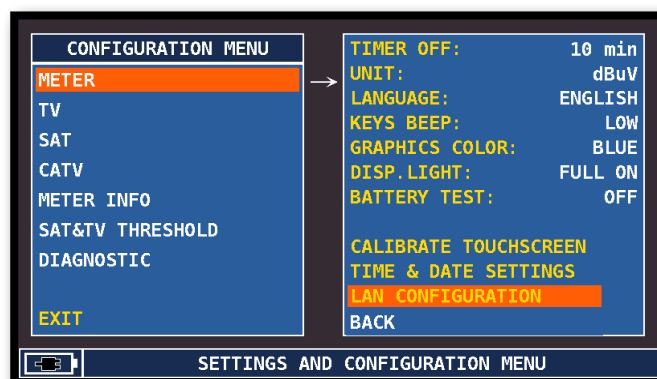 CONFIGURATION MENU
METER
TV
SAT
CATV
METER INFO
SAT&TV THRESHOLD
DIAGNOSTIC
EXIT
→
TIMER OFF: 10 min
UNIT: dBuV
LANGUAGE: ENGLISH
KEYS BEEP: LOW
GRAPHICS COLOR: BLUE
DISP.LIGHT: FULL ON
BATTERY TEST: OFF
CALIBRATE TOUCHSCREEN
TIME & DATE SETTINGS
LAN CONFIGURATION
BACK
SETTINGS AND CONFIGURATION MENU